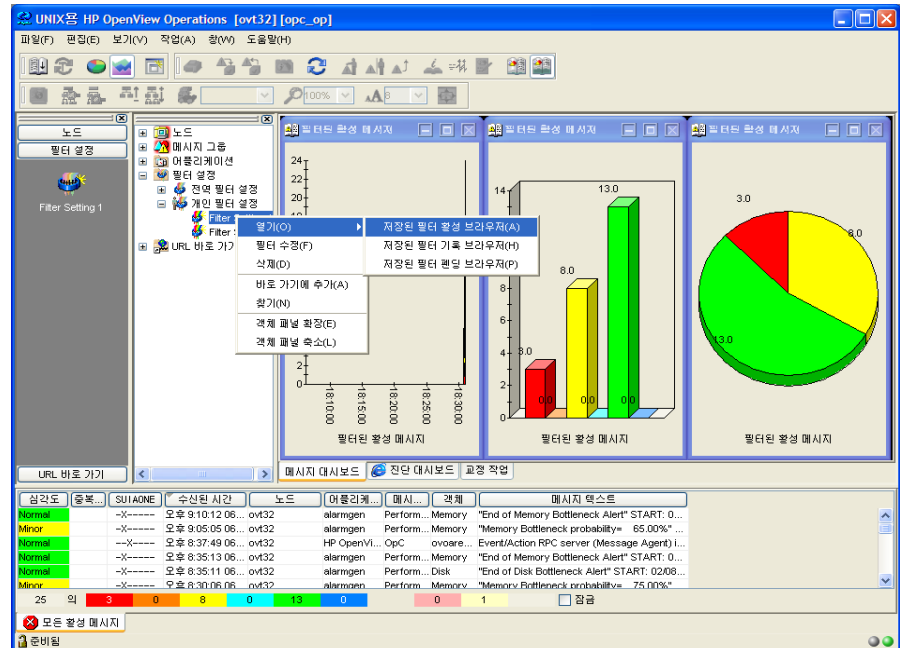 UNIX용 HP OpenView Operations [ovt32] [opc_op]
파일(F) 편집(E) 보기(V) 작업(A) 창(W) 도움말(H)
100% 8
노드
필터 설정
Filter Setting 1
URL 바로 가기
노드
메시지 그룹
어플리케이션
필터 설정
전역 필터 설정
개인 필터 설정
Filter
Filter
URL 바로 가기
열기(O)
필터 수정(F)
삭제(D)
바로 가기에 추가(A)
찾기(N)
객체 패널 확장(E)
객체 패널 축소(L)
저장된 필터 활성 브라우저(A)
저장된 필터 기록 브라우저(H)
저장된 필터 펜딩 브라우저(P)
필터된 활성 메시지
24
22
20
2
0
18:10:00 18:15:00 18:20:00 18:25:00 18:30:00
필터된 활성 메시지
필터된 활성 메시지
14
8
6
4
2
0
3.0 8.0 13.0
0.0 0.0 0.0 0.0
필터된 활성 메시지
필터된 활성 메시지
3.0
8.0
13.0
필터된 활성 메시지
메시지 대시보드 진단 대시보드 교정 작업
심각도 중복... SUIAONE 수신된 시간 노드 어플리케... 메시... 객체 메시지 텍스트
Normal --X----- 오후 9:10:12 06... ovt32 alarmgen Perform... Memory "End of Memory Bottleneck Alert" START: 0...
Minor --X----- 오후 9:05:05 06... ovt32 alarmgen Perform... Memory "Memory Bottleneck probability= 65.00%" ...
Normal ---X---- 오후 8:37:49 06... ovt32 HP OpenVi... OpC ovoare... Event/Action RPC server (Message Agent) i...
Normal --X----- 오후 8:35:13 06... ovt32 alarmgen Perform... Memory "End of Memory Bottleneck Alert" START: 0...
Normal --X----- 오후 8:35:11 06... ovt32 alarmgen Perform... Disk "End of Disk Bottleneck Alert" START: 02/08...
Minor --X----- 오후 8:30:06 06... ovt32 alarmgen Perform... Memory "Memory Bottleneck probability= 75.00%"
25 의 3 0 8 0 13 0 0 1 잠금
모든 활성 메시지
준비됨